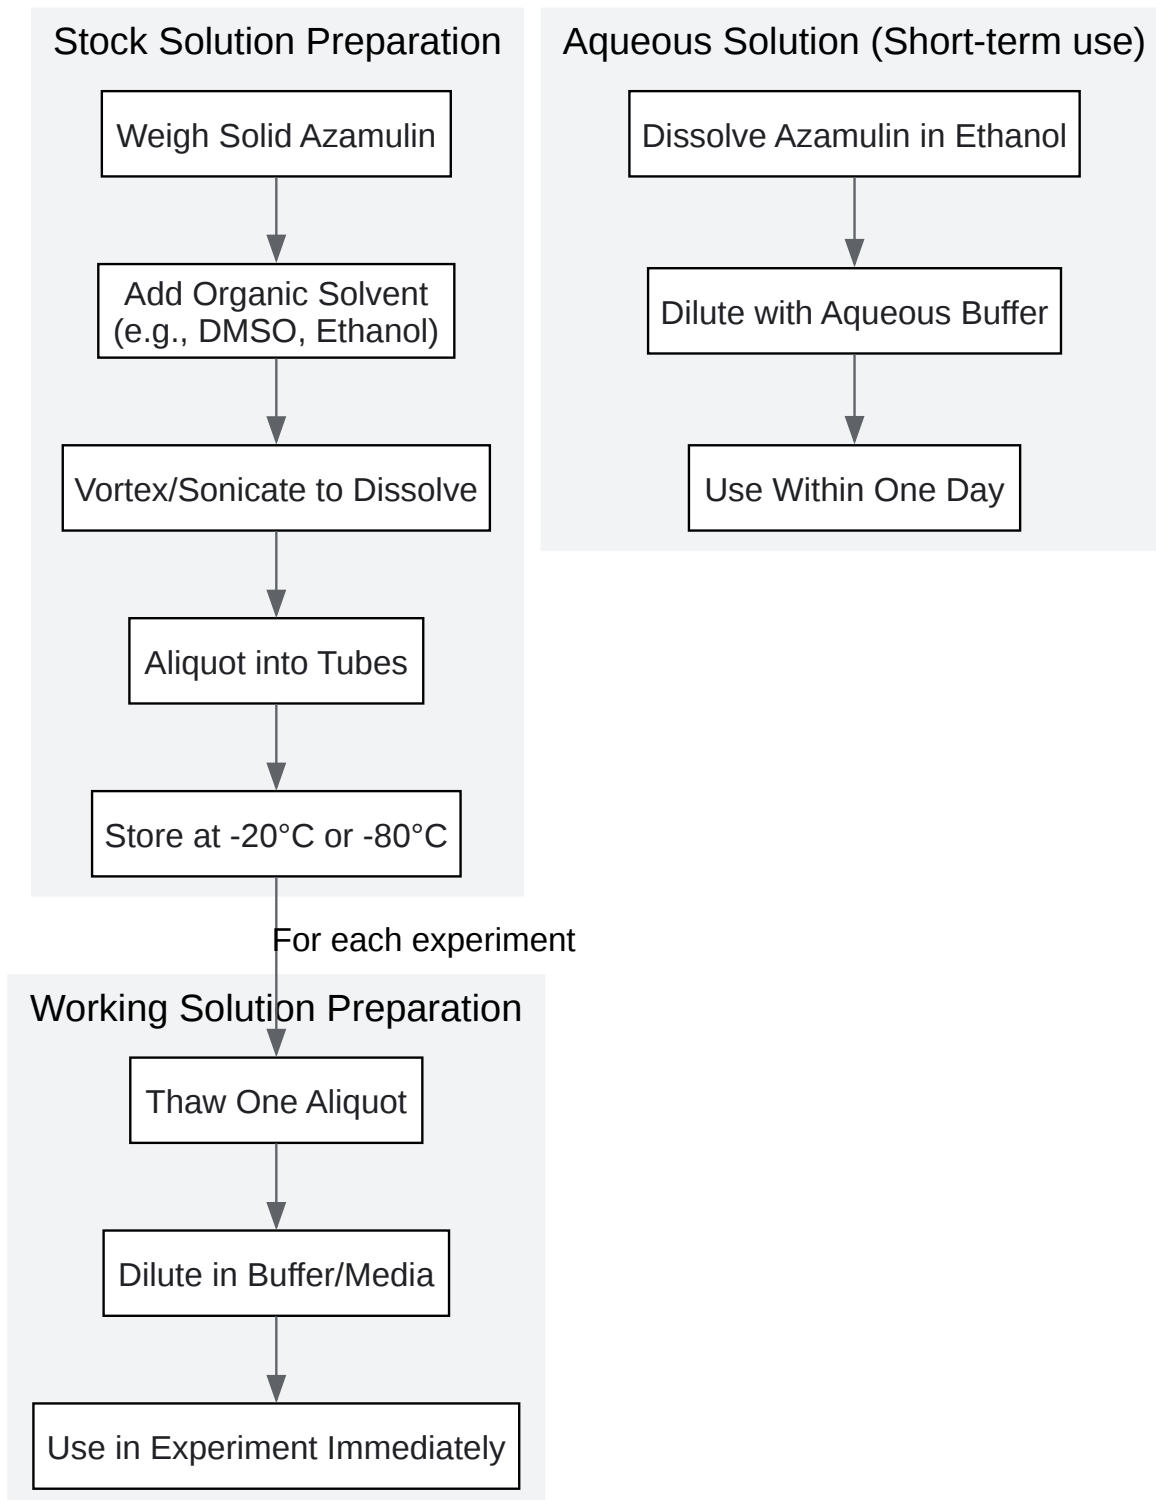 Stock Solution Preparation
Weigh Solid Azamulin
Add Organic Solvent
(e.g., DMSO, Ethanol)
Vortex/Sonicate to Dissolve
Aliquot into Tubes
Store at -20°C or -80°C
For each experiment
Working Solution Preparation
Thaw One Aliquot
Dilute in Buffer/Media
Use in Experiment Immediately
Aqueous Solution (Short-term use)
Dissolve Azamulin in Ethanol
Dilute with Aqueous Buffer
Use Within One Day